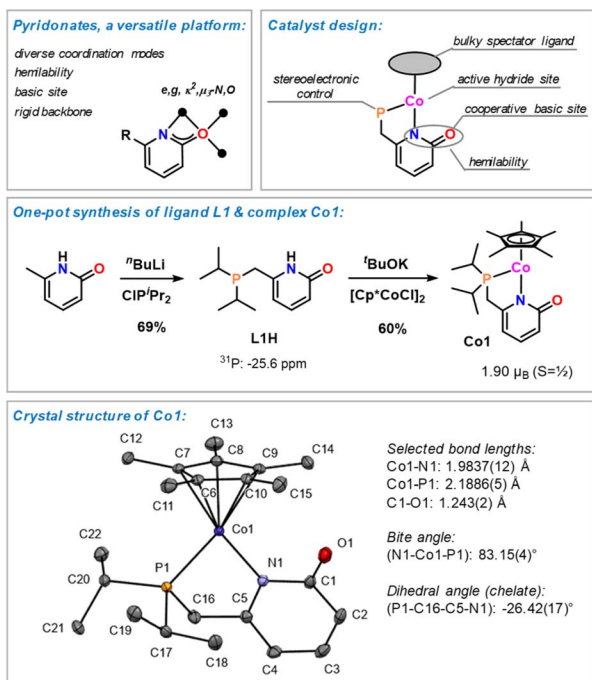 Pyridonates, a versatile platform:
diverse coordination modes
hemilability
basic site
rigid backbone
e,g, κ²,μ₃-N,O
R
N
O
Catalyst design:
bulky spectator ligand
stereoelectronic
control
active hydride site
cooperative basic site
hemilability
Co
P
N
O
One-pot synthesis of ligand L1 & complex Co1:
H
N
O
ⁿBuLi
ClPⁱPr₂
69%
P
H
N
O
L1H
³¹P: -25.6 ppm
ᵗBuOK
[Cp*CoCl]₂
60%
P
Co
N
O
Co1
1.90 μB (S=½)
Crystal structure of Co1:
C13
C12
C7
C8
C9
C14
C11
C6
C10
C15
Co1
C22
P1
N1
O1
C20
C16
C5
C1
C21
C19
C17
C18
C2
C4
C3
Selected bond lengths:
Co1-N1: 1.9837(12) Å
Co1-P1: 2.1886(5) Å
C1-O1: 1.243(2) Å
Bite angle:
(N1-Co1-P1): 83.15(4)°
Dihedral angle (chelate):
(P1-C16-C5-N1): -26.42(17)°